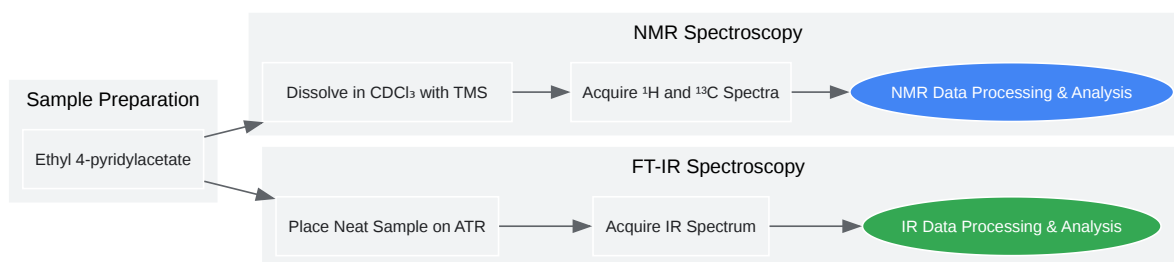 NMR Spectroscopy
Sample Preparation
Dissolve in CDCl₃ with TMS
Acquire ¹H and ¹³C Spectra
NMR Data Processing & Analysis
Ethyl 4-pyridylacetate
FT-IR Spectroscopy
Place Neat Sample on ATR
Acquire IR Spectrum
IR Data Processing & Analysis